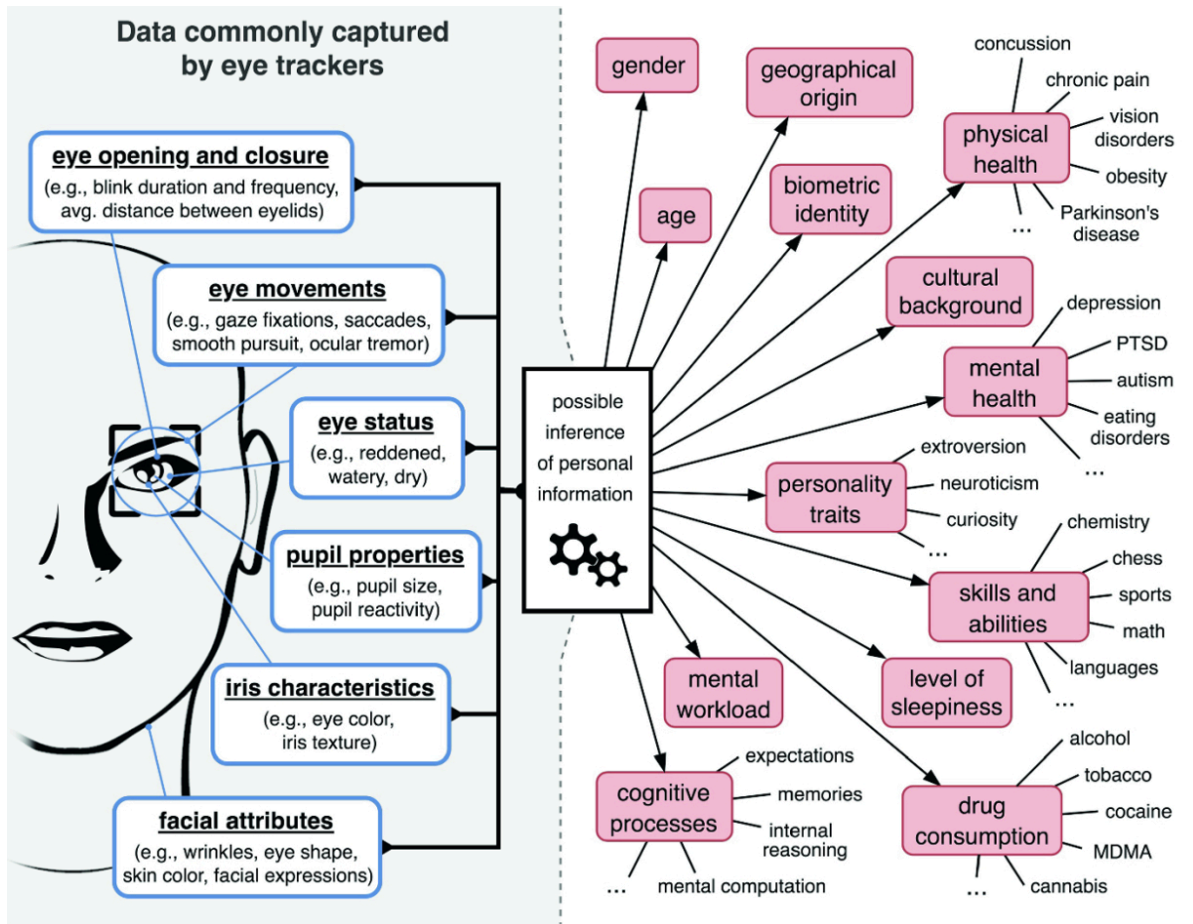 Data commonly captured
by eye trackers
eye opening and closure
(e.g., blink duration and frequency,
avg. distance between eyelids)
eye movements
(e.g., gaze fixations, saccades,
smooth pursuit, ocular tremor)
eye status
(e.g., reddened,
watery, dry)
pupil properties
(e.g., pupil size,
pupil reactivity)
iris characteristics
(e.g., eye color,
iris texture)
facial attributes
(e.g., wrinkles, eye shape,
skin color, facial expressions)
possible
inference
of personal
information
gender
age
geographical
origin
biometric
identity
physical
health
concussion
chronic pain
vision
disorders
obesity
Parkinson's
disease
...
cultural
background
mental
health
depression
PTSD
autism
eating
disorders
...
personality
traits
extroversion
neuroticism
curiosity
...
skills and
abilities
chemistry
chess
sports
math
languages
...
mental
workload
level of
sleepiness
cognitive
processes
expectations
memories
internal
reasoning
mental computation
...
drug
consumption
alcohol
tobacco
cocaine
MDMA
cannabis
...